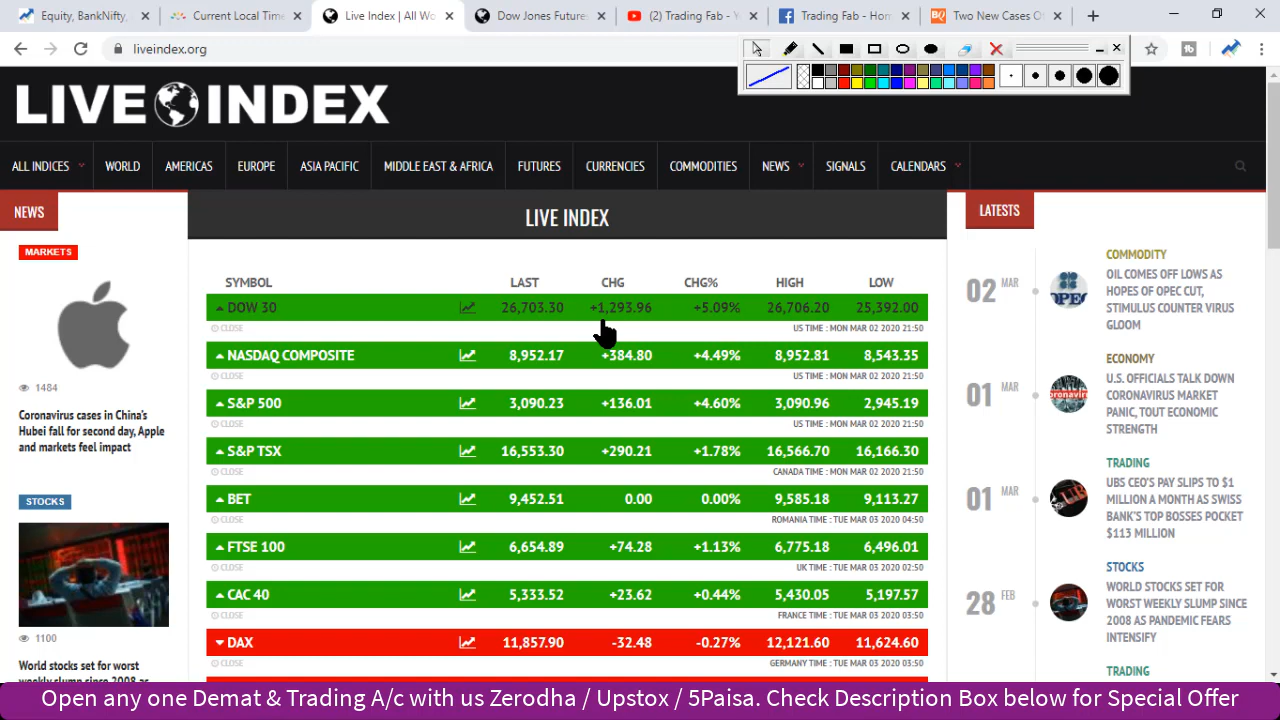 Equity, BankNifty,
Current Local Time
Live Index | All Wo
Dow Jones Future
(2) Trading Fab - Y
Trading Fab - Hom
Two New Cases O
liveindex.org
LIVE INDEX
ALL INDICES
WORLD
AMERICAS
EUROPE
ASIA PACIFIC
MIDDLE EAST & AFRICA
FUTURES
CURRENCIES
COMMODITIES
NEWS
SIGNALS
CALENDARS
NEWS
MARKETS
1484
Coronavirus cases in China's
Hubei fall for second day, Apple
and markets feel impact
STOCKS
1100
World stocks set for worst
LIVE INDEX
SYMBOL LAST CHG CHG% HIGH LOW
DOW 30 26,703.30 +1,293.96 +5.09% 26,706.20 25,392.00
CLOSE US TIME : MON MAR 02 2020 21:50
NASDAQ COMPOSITE 8,952.17 +384.80 +4.49% 8,952.81 8,543.35
CLOSE US TIME : MON MAR 02 2020 21:50
S&P 500 3,090.23 +136.01 +4.60% 3,090.96 2,945.19
CLOSE US TIME : MON MAR 02 2020 21:50
S&P TSX 16,553.30 +290.21 +1.78% 16,566.70 16,166.30
CLOSE CANADA TIME : MON MAR 02 2020 21:50
BET 9,452.51 0.00 0.00% 9,585.18 9,113.27
CLOSE ROMANIA TIME : TUE MAR 03 2020 04:50
FTSE 100 6,654.89 +74.28 +1.13% 6,775.18 6,496.01
CLOSE UK TIME : TUE MAR 03 2020 02:50
CAC 40 5,333.52 +23.62 +0.44% 5,430.05 5,197.57
CLOSE FRANCE TIME : TUE MAR 03 2020 03:50
DAX 11,857.90 -32.48 -0.27% 12,121.60 11,624.60
CLOSE GERMANY TIME : TUE MAR 03 2020 03:50
LATESTS
02 MAR
COMMODITY
OIL COMES OFF LOWS AS
HOPES OF OPEC CUT,
STIMULUS COUNTER VIRUS
GLOOM
01 MAR
ECONOMY
U.S. OFFICIALS TALK DOWN
CORONAVIRUS MARKET
PANIC, TOUT ECONOMIC
STRENGTH
01 MAR
TRADING
UBS CEO'S PAY SLIPS TO $1
MILLION A MONTH AS SWISS
BANK'S TOP BOSSES POCKET
$113 MILLION
28 FEB
STOCKS
WORLD STOCKS SET FOR
WORST WEEKLY SLUMP SINCE
2008 AS PANDEMIC FEARS
INTENSIFY
TRADING
Open any one Demat & Trading A/c with us Zerodha / Upstox / 5Paisa. Check Description Box below for Special Offer